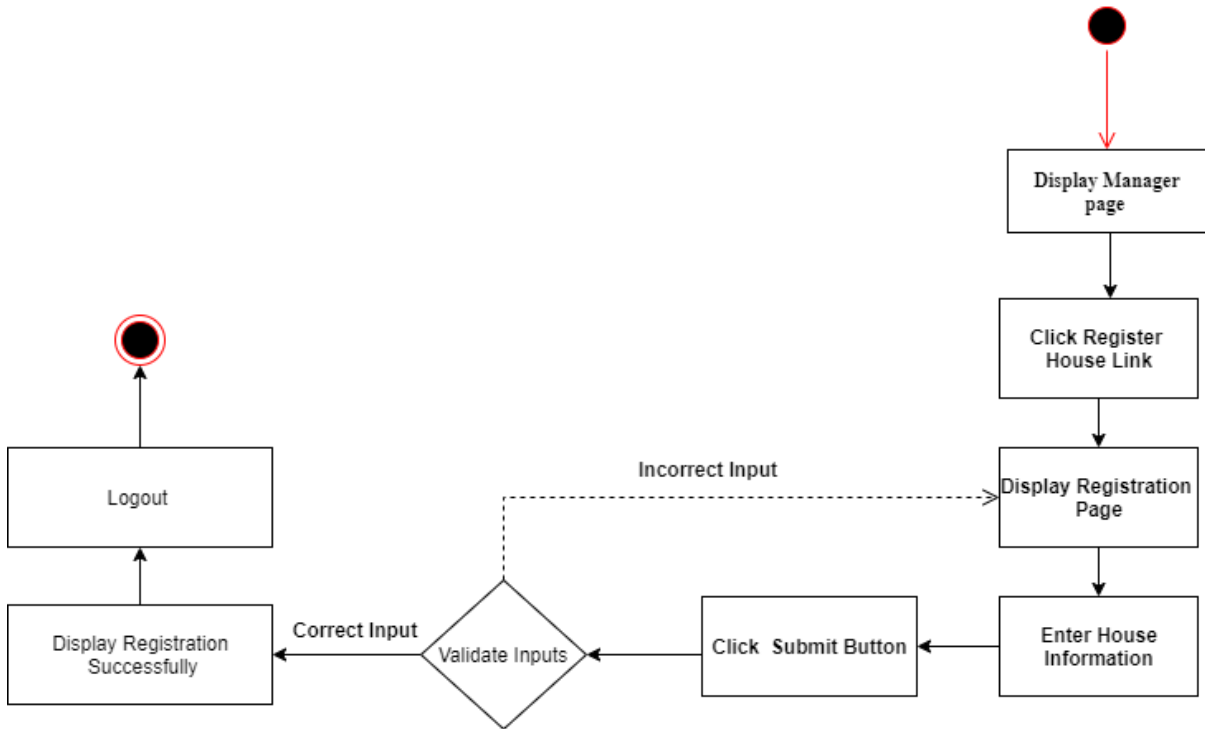 Display Manager
page
Click Register
House Link
Display Registration
Page
Enter House
Information
Click Submit Button
Validate Inputs
Incorrect Input
Correct Input
Display Registration
Successfully
Logout